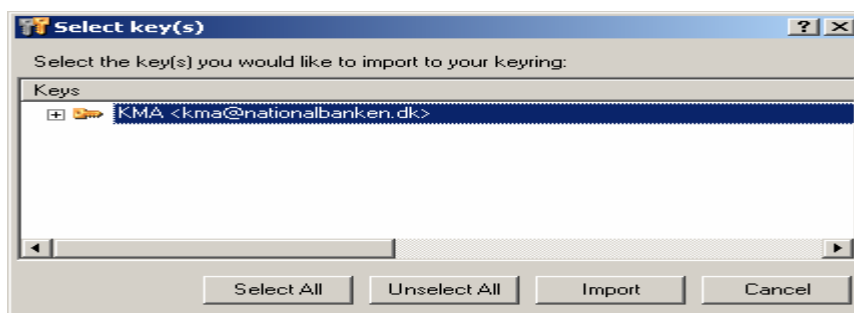 Select key(s)
Select the key(s) you would like to import to your keyring:
Keys
KMA <kma@nationalbanken.dk>
Select All
Unselect All
Import
Cancel